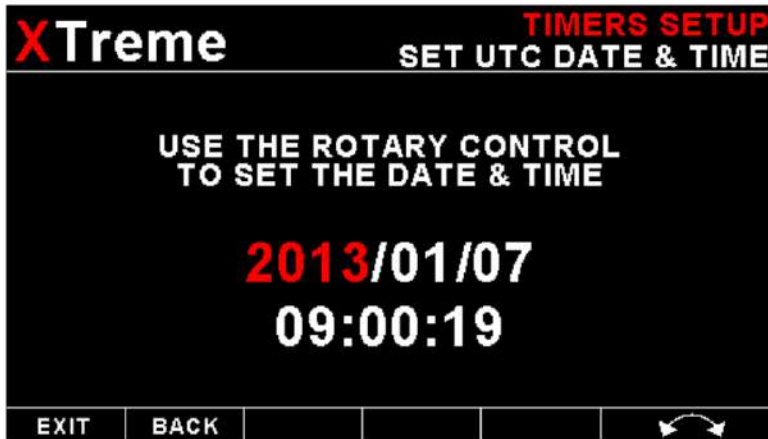 XTreme
TIMERS SETUP
SET UTC DATE & TIME
USE THE ROTARY CONTROL
TO SET THE DATE & TIME
2013/01/07
09:00:19
EXIT BACK